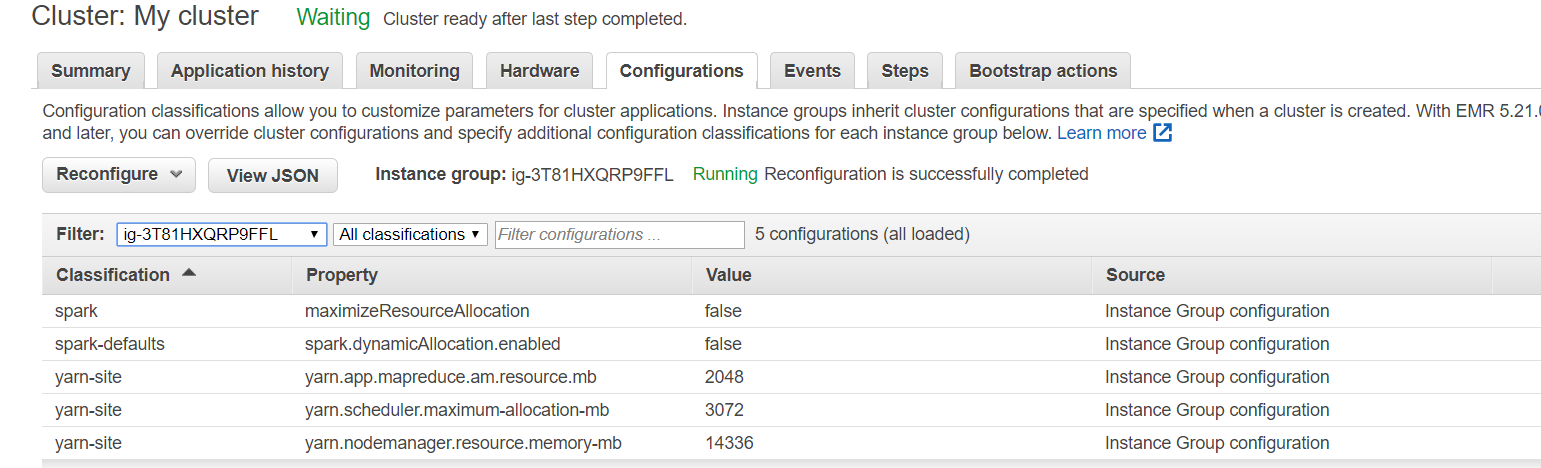 Cluster: My cluster Waiting Cluster ready after last step completed.
Summary Application history Monitoring Hardware Configurations Events Steps Bootstrap actions
Configuration classifications allow you to customize parameters for cluster applications. Instance groups inherit cluster configurations that are specified when a cluster is created. With EMR 5.21.0
and later, you can override cluster configurations and specify additional configuration classifications for each instance group below. Learn more
Reconfigure View JSON Instance group: ig-3T81HXQRP9FFL Running Reconfiguration is successfully completed
Filter: ig-3T81HXQRP9FFL All classifications Filter configurations ... 5 configurations (all loaded)
Classification Property Value Source
spark maximizeResourceAllocation false Instance Group configuration
spark-defaults spark.dynamicAllocation.enabled false Instance Group configuration
yarn-site yarn.app.mapreduce.am.resource.mb 2048 Instance Group configuration
yarn-site yarn.scheduler.maximum-allocation-mb 3072 Instance Group configuration
yarn-site yarn.nodemanager.resource.memory-mb 14336 Instance Group configuration